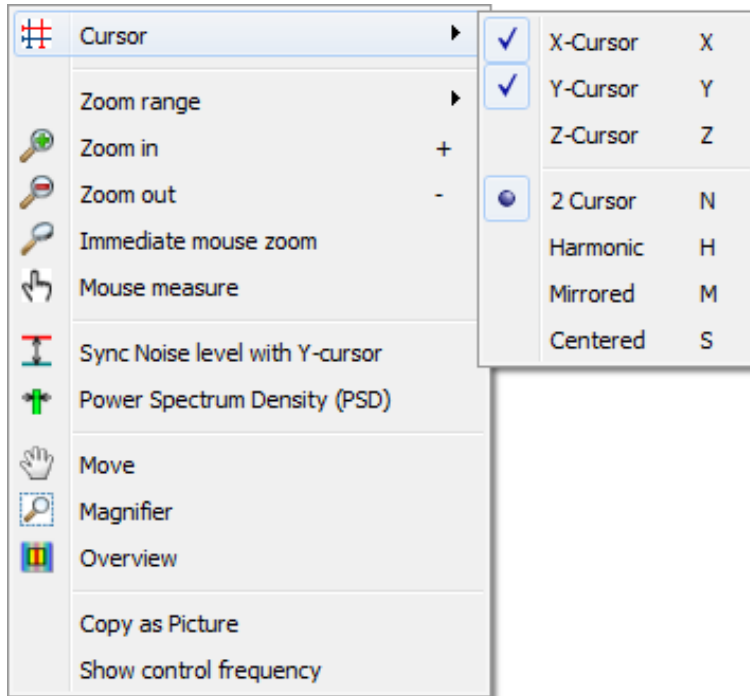 Cursor
Zoom range
Zoom in +
Zoom out -
Immediate mouse zoom
Mouse measure
Sync Noise level with Y-cursor
Power Spectrum Density (PSD)
Move
Magnifier
Overview
Copy as Picture
Show control frequency
X-Cursor X
Y-Cursor Y
Z-Cursor Z
2 Cursor N
Harmonic H
Mirrored M
Centered S